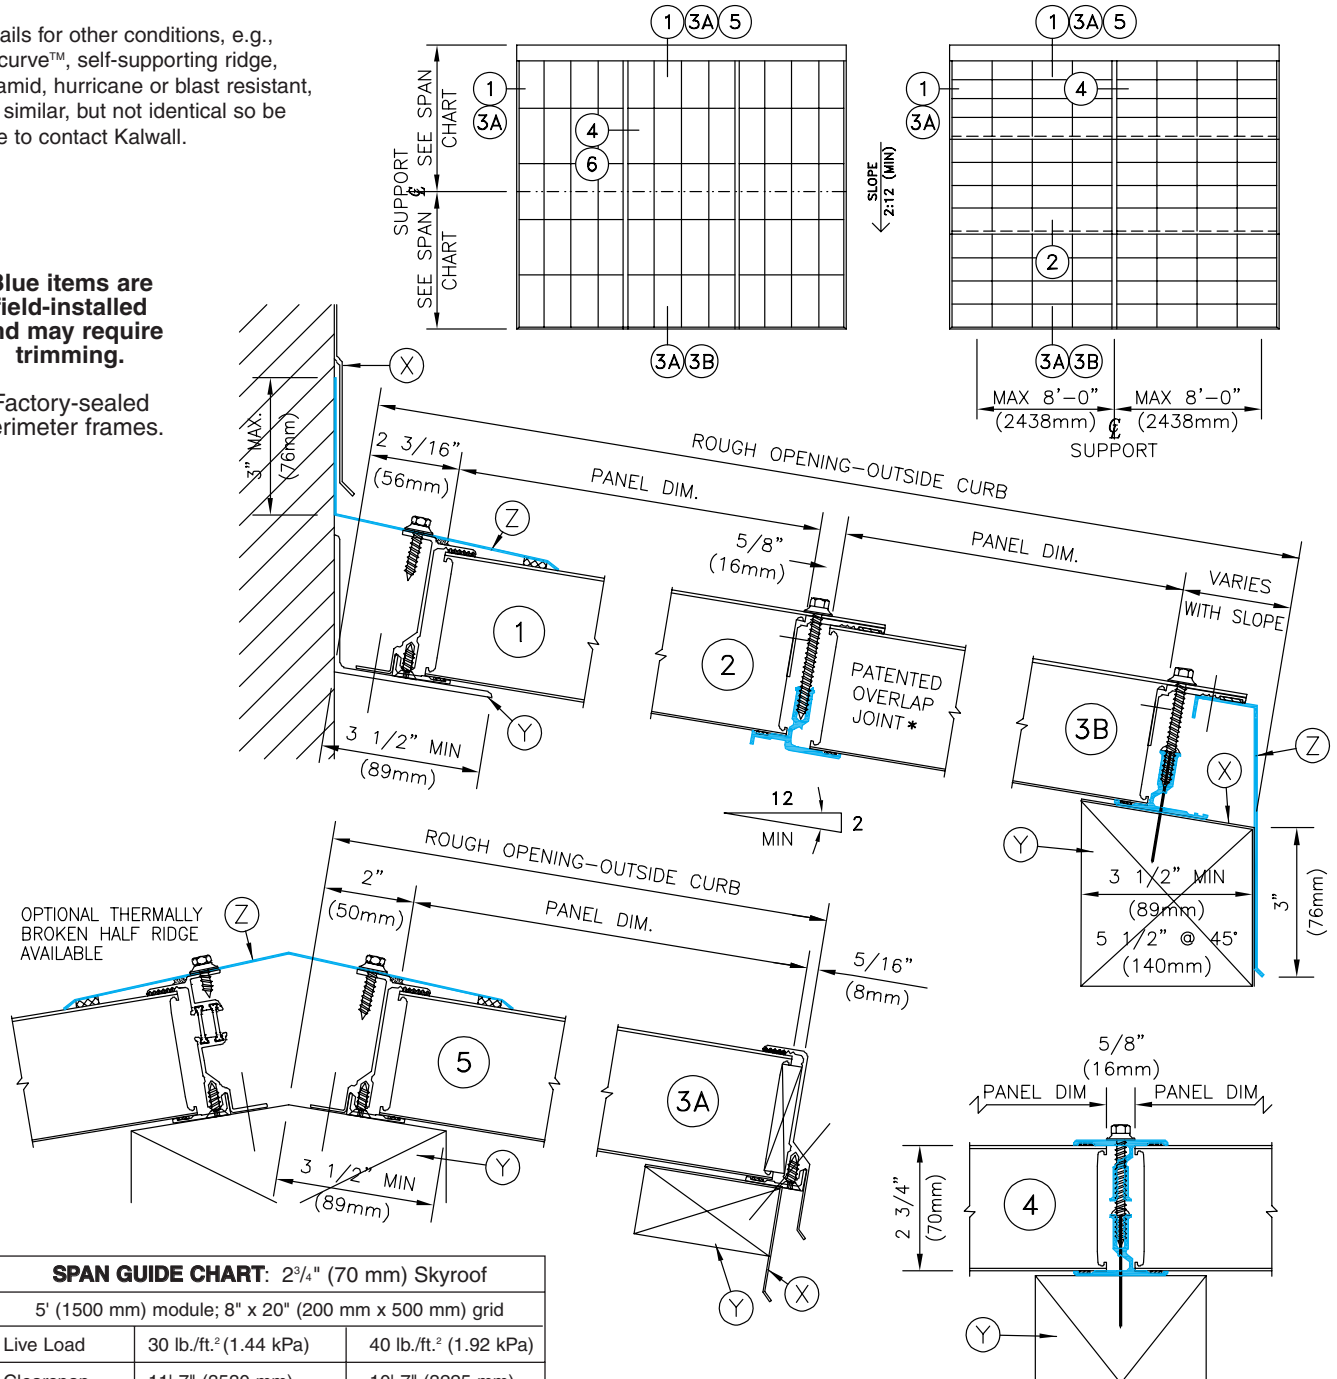 1 3A 5
1 3A 5
ails for other conditions, e.g.,
curve™, self-supporting ridge,
amid, hurricane or blast resistant,
similar, but not identical so be
e to contact Kalwall.
1
3A
4
6
SUPPORT
℄
SEE SPAN
CHART
SEE SPAN
CHART
3A 3B
SLOPE
2:12 (MIN)
1
3A
4
2
3A 3B
MAX 8'-0"
(2438mm)
MAX 8'-0"
(2438mm)
℄
SUPPORT
Blue items are
field-installed
nd may require
trimming.
Factory-sealed
erimeter frames.
X
3" MAX.
(76mm)
2 3/16"
(56mm)
ROUGH OPENING-OUTSIDE CURB
PANEL DIM.
Z
5/8"
(16mm)
PANEL DIM.
VARIES
WITH SLOPE
1
2
PATENTED
OVERLAP
JOINT*
3B
Z
X
Y
3 1/2" MIN
(89mm)
12
2
MIN
Y
3 1/2" MIN
(89mm)
5 1/2" @ 45°
(140mm)
3"
(76mm)
ROUGH OPENING-OUTSIDE CURB
2"
(50mm)
PANEL DIM.
OPTIONAL THERMALLY
BROKEN HALF RIDGE
AVAILABLE
Z
5/16"
(8mm)
5
3A
3 1/2" MIN
(89mm)
Y
Y
X
5/8"
(16mm)
PANEL DIM
PANEL DIM
2 3/4"
(70mm)
4
Y
SPAN GUIDE CHART: 2³/₄" (70 mm) Skyroof
5' (1500 mm) module; 8" x 20" (200 mm x 500 mm) grid
Live Load 30 lb./ft.² (1.44 kPa) 40 lb./ft.² (1.92 kPa)